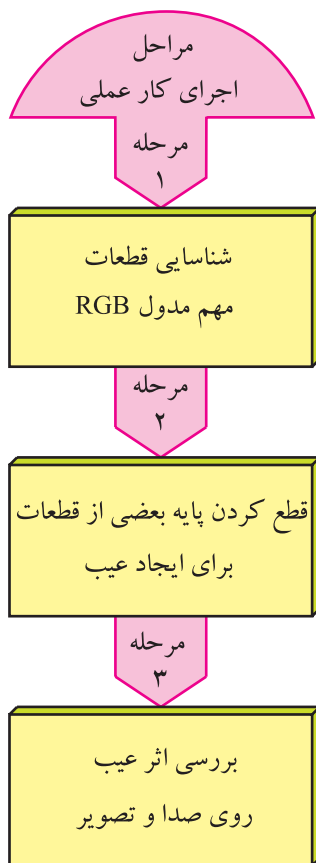 مراحل
اجرای کار عملی
مرحله
۱
شناسایی قطعات
مهم مدول RGB
مرحله
۲
قطع کردن پایه بعضی از قطعات
برای ایجاد عیب
مرحله
۳
بررسی اثر عیب
روی صدا و تصویر